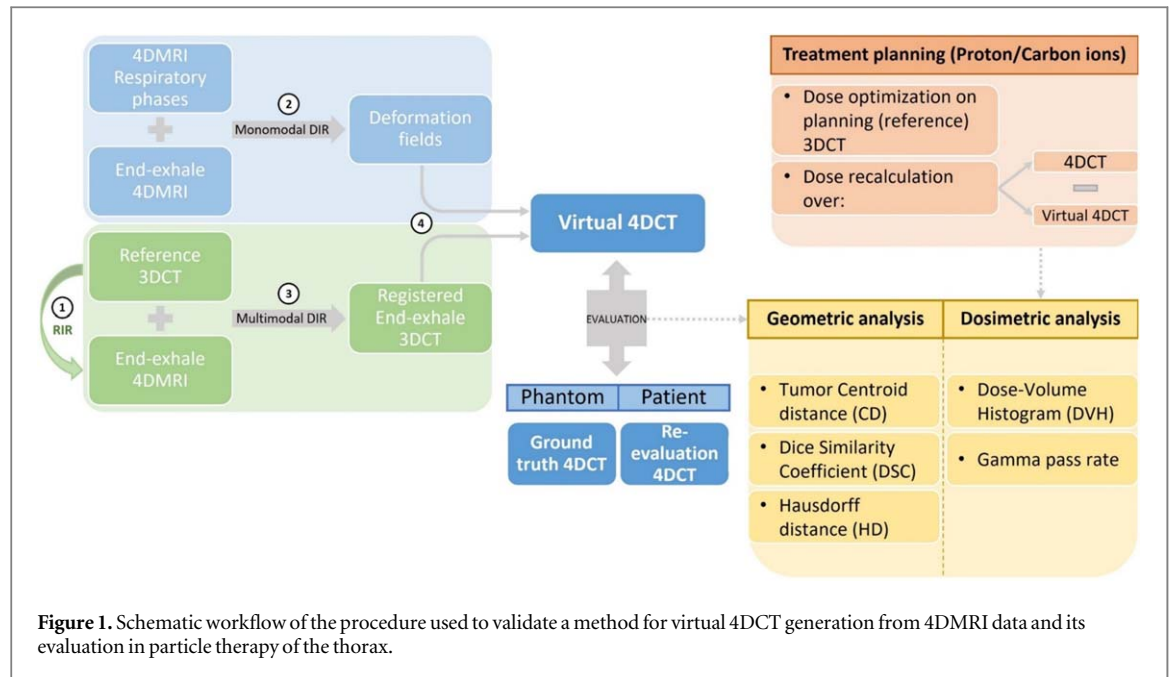 4DMRI
Respiratory
phases
2
Monomodal DIR
Deformation
fields
End-exhale
4DMRI
Reference
3DCT
1
RIR
3
Multimodal DIR
Registered
End-exhale
3DCT
End-exhale
4DMRI
4
Virtual 4DCT
EVALUATION
Phantom
Patient
Ground
truth 4DCT
Re-
evaluation
4DCT
Treatment planning (Proton/Carbon ions)
• Dose optimization on
planning (reference)
3DCT
• Dose recalculation
over:
4DCT
Virtual 4DCT
Geometric analysis
• Tumor Centroid
distance (CD)
• Dice Similarity
Coefficient (DSC)
• Hausdorff
distance (HD)
Dosimetric analysis
• Dose-Volume
Histogram (DVH)
• Gamma pass rate
Figure 1. Schematic workflow of the procedure used to validate a method for virtual 4DCT generation from 4DMRI data and its
evaluation in particle therapy of the thorax.